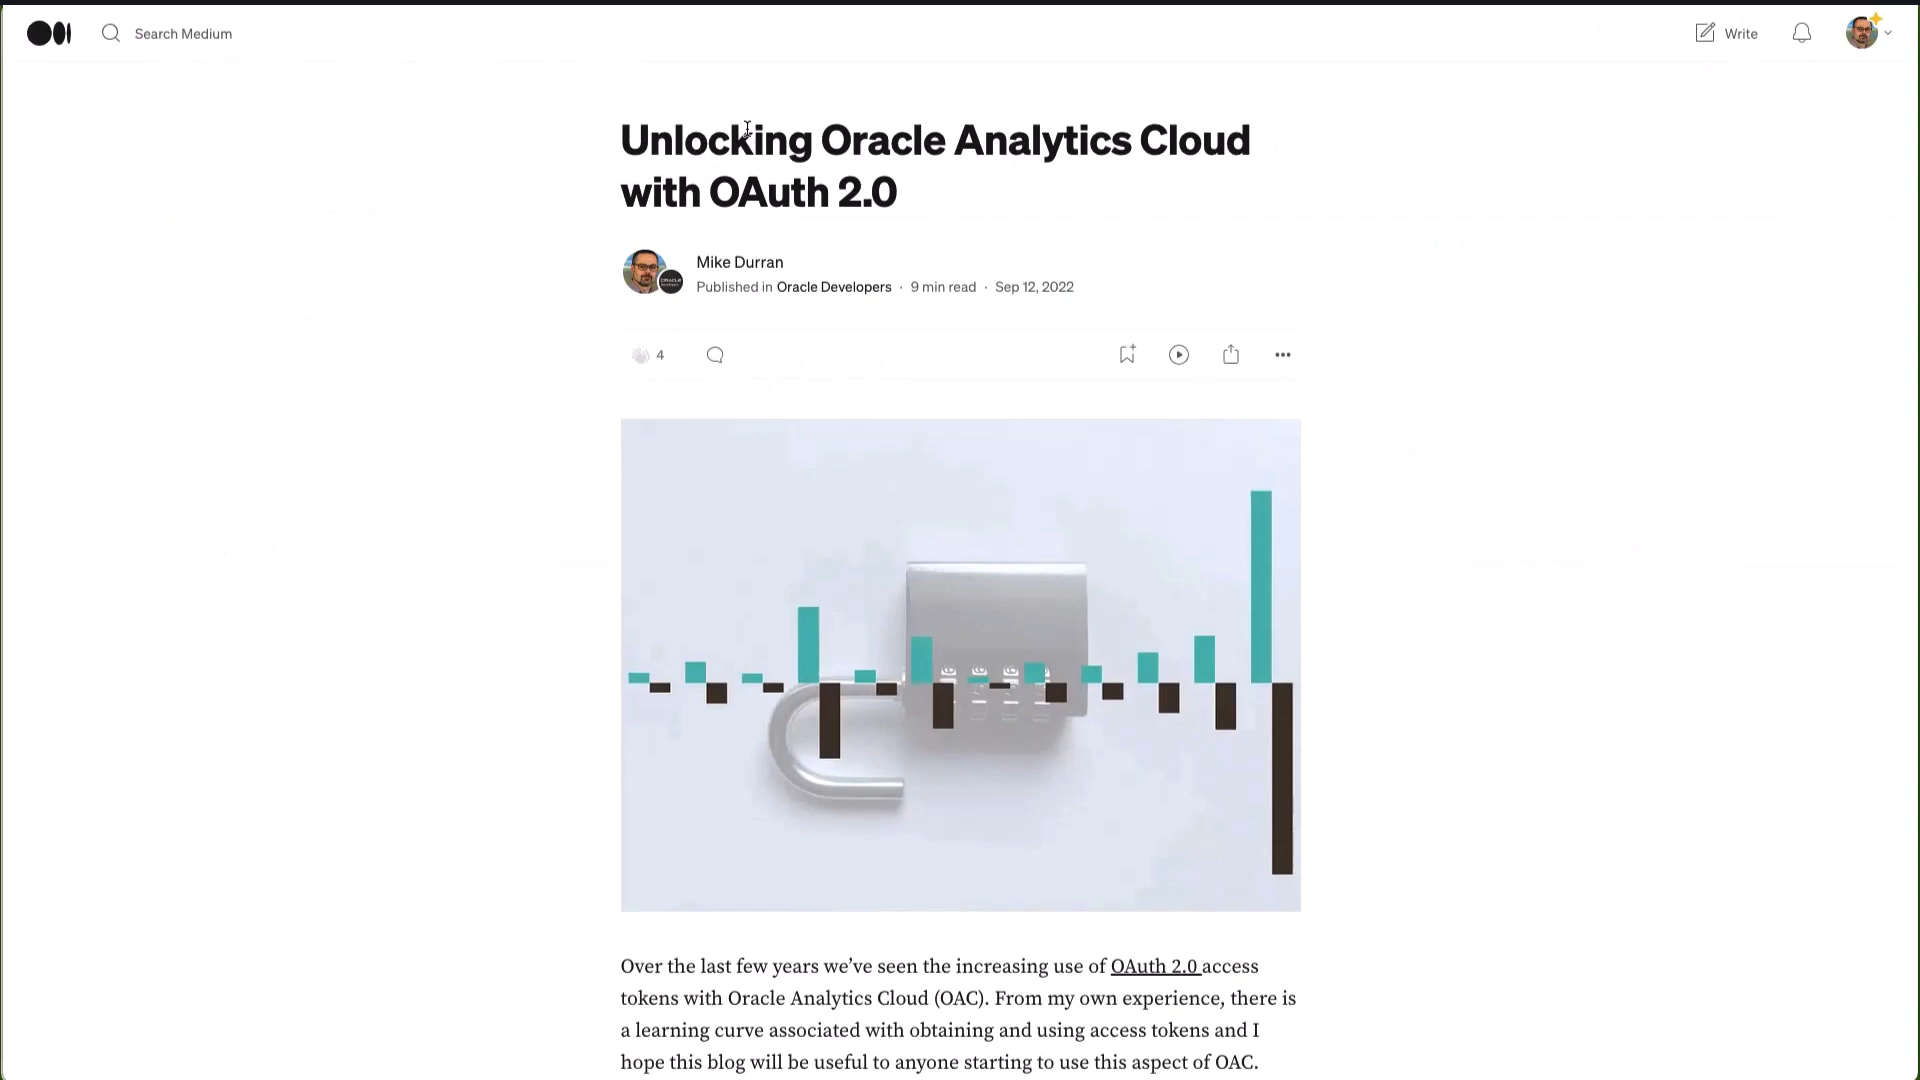 Search Medium
Write
Unlocking Oracle Analytics Cloud
with OAuth 2.0
Mike Durran
Published in Oracle Developers · 9 min read · Sep 12, 2022
4
Over the last few years we’ve seen the increasing use of OAuth 2.0 access
tokens with Oracle Analytics Cloud (OAC). From my own experience, there is
a learning curve associated with obtaining and using access tokens and I
hope this blog will be useful to anyone starting to use this aspect of OAC.